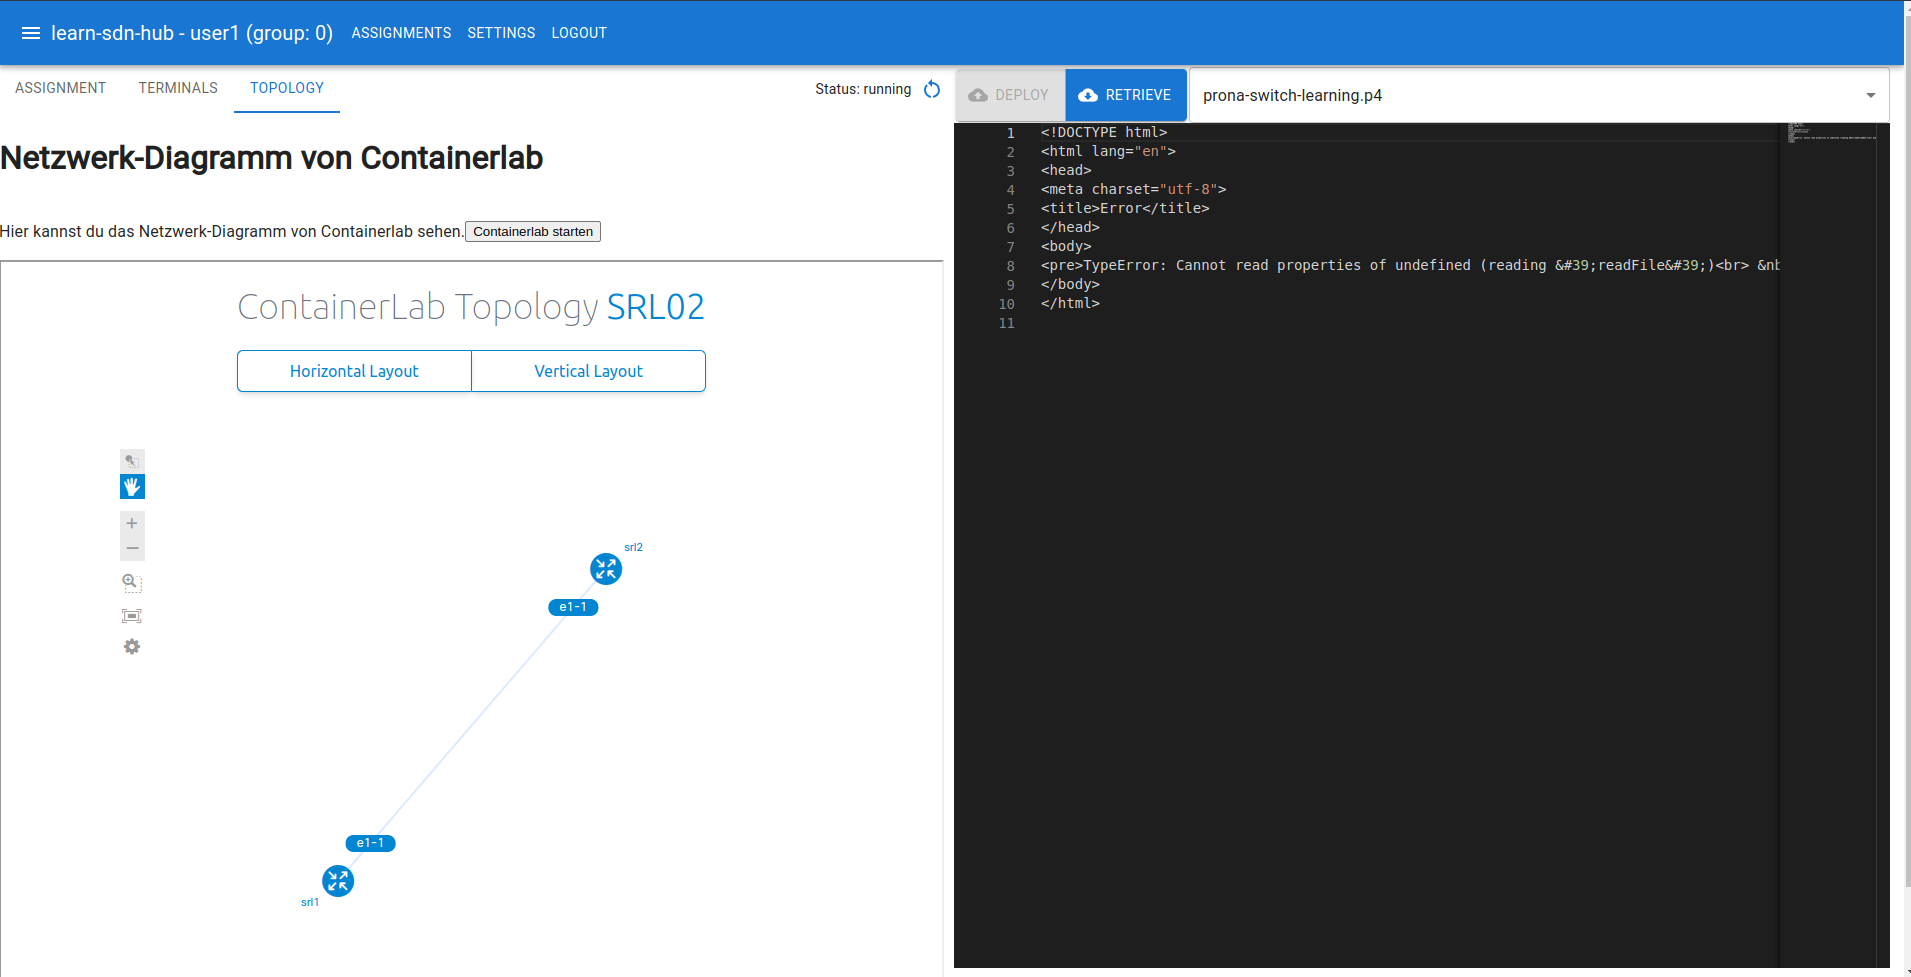 learn-sdn-hub - user1 (group: 0) ASSIGNMENTS SETTINGS LOGOUT
ASSIGNMENT TERMINALS TOPOLOGY Status: running
Netzwerk-Diagramm von Containerlab
Hier kannst du das Netzwerk-Diagramm von Containerlab sehen. Containerlab starten
ContainerLab Topology SRL02
Horizontal Layout Vertical Layout
srl2
e1-1
e1-1
srl1
DEPLOY RETRIEVE prona-switch-learning.p4
1 <!DOCTYPE html>
2 <html lang="en">
3 <head>
4 <meta charset="utf-8">
5 <title>Error</title>
6 </head>
7 <body>
8 <pre>TypeError: Cannot read properties of undefined (reading &#39;readFile&#39;)<br> &nb
9 </body>
10 </html>
11